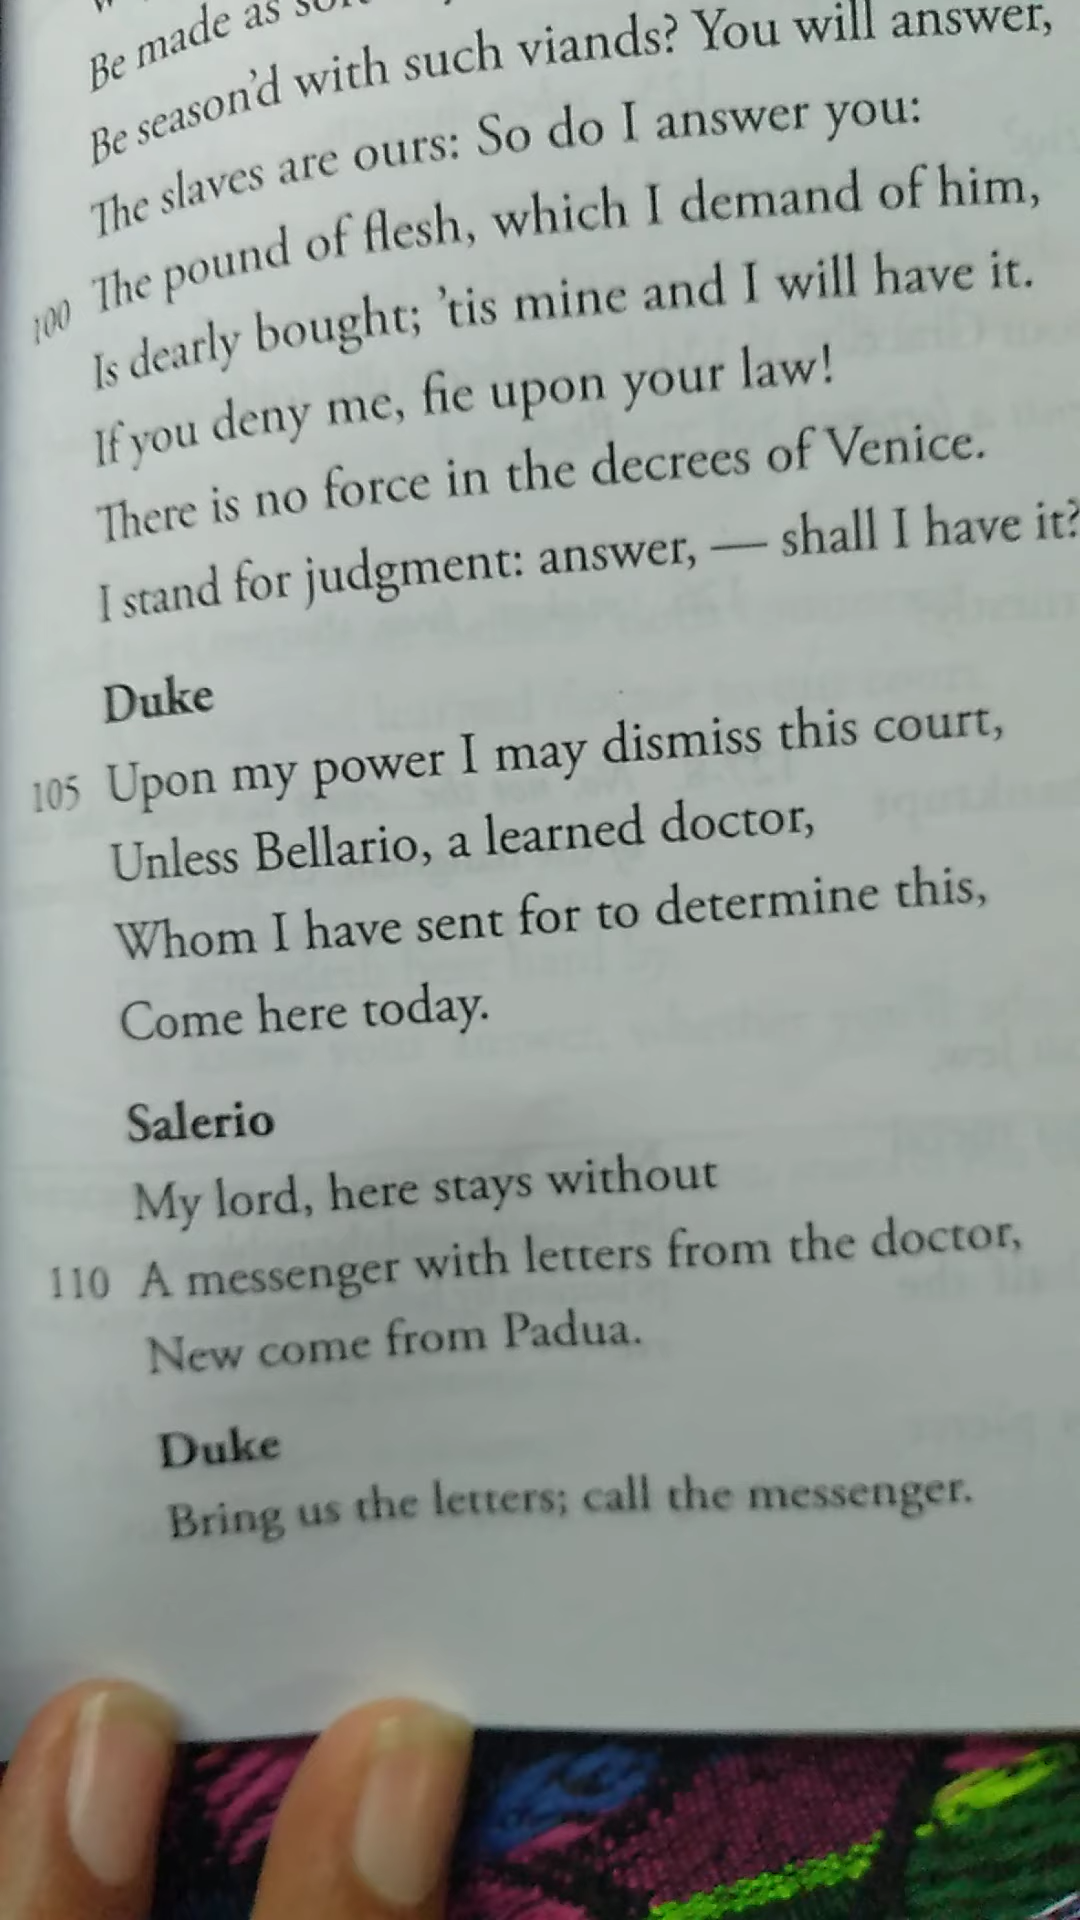 Be made as
Be season'd with such viands? You will answer,
The slaves are ours: So do I answer you:
The pound of flesh, which I demand of him,
100 Is dearly bought; 'tis mine and I will have it.
If you deny me, fie upon your law!
There is no force in the decrees of Venice.
I stand for judgment: answer, — shall I have it?
Duke
105 Upon my power I may dismiss this court,
Unless Bellario, a learned doctor,
Whom I have sent for to determine this,
Come here today.
Salerio
My lord, here stays without
110 A messenger with letters from the doctor,
New come from Padua.
Duke
Bring us the letters; call the messenger.